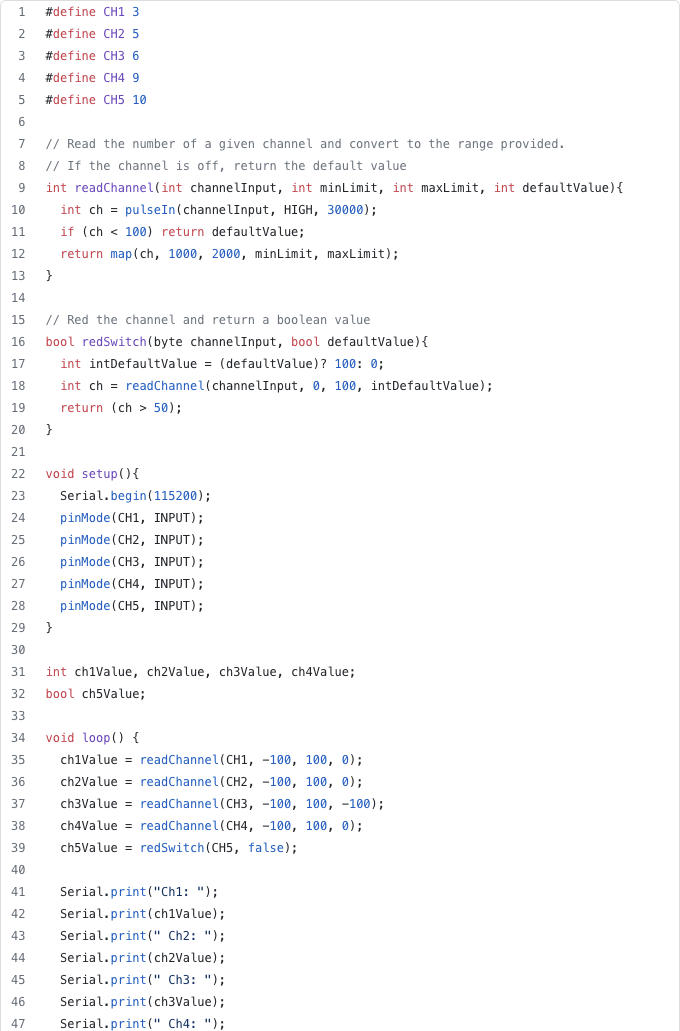 1 #define CH1 3
2 #define CH2 5
3 #define CH3 6
4 #define CH4 9
5 #define CH5 10
6
7 // Read the number of a given channel and convert to the range provided.
8 // If the channel is off, return the default value
9 int readChannel(int channelInput, int minLimit, int maxLimit, int defaultValue){
10   int ch = pulseIn(channelInput, HIGH, 30000);
11   if (ch < 100) return defaultValue;
12   return map(ch, 1000, 2000, minLimit, maxLimit);
13 }
14
15 // Red the channel and return a boolean value
16 bool redSwitch(byte channelInput, bool defaultValue){
17   int intDefaultValue = (defaultValue)? 100: 0;
18   int ch = readChannel(channelInput, 0, 100, intDefaultValue);
19   return (ch > 50);
20 }
21
22 void setup(){
23   Serial.begin(115200);
24   pinMode(CH1, INPUT);
25   pinMode(CH2, INPUT);
26   pinMode(CH3, INPUT);
27   pinMode(CH4, INPUT);
28   pinMode(CH5, INPUT);
29 }
30
31 int ch1Value, ch2Value, ch3Value, ch4Value;
32 bool ch5Value;
33
34 void loop() {
35   ch1Value = readChannel(CH1, -100, 100, 0);
36   ch2Value = readChannel(CH2, -100, 100, 0);
37   ch3Value = readChannel(CH3, -100, 100, -100);
38   ch4Value = readChannel(CH4, -100, 100, 0);
39   ch5Value = redSwitch(CH5, false);
40
41   Serial.print("Ch1: ");
42   Serial.print(ch1Value);
43   Serial.print(" Ch2: ");
44   Serial.print(ch2Value);
45   Serial.print(" Ch3: ");
46   Serial.print(ch3Value);
47   Serial.print(" Ch4: ");